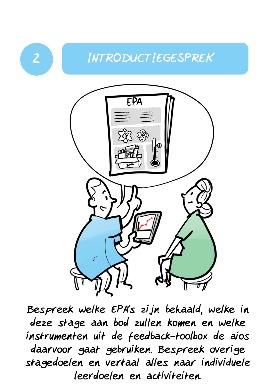 2
INTRODUCTIEGESPREK
EPA
Bespreek welke EPA's zijn behaald, welke in
deze stage aan bod zullen komen en welke
instrumenten uit de feedback-toolbox de aios
daarvoor gaat gebruiken. Bespreek overige
stagedoelen en vertaal alles naar individuele
leerdoelen en activiteiten.